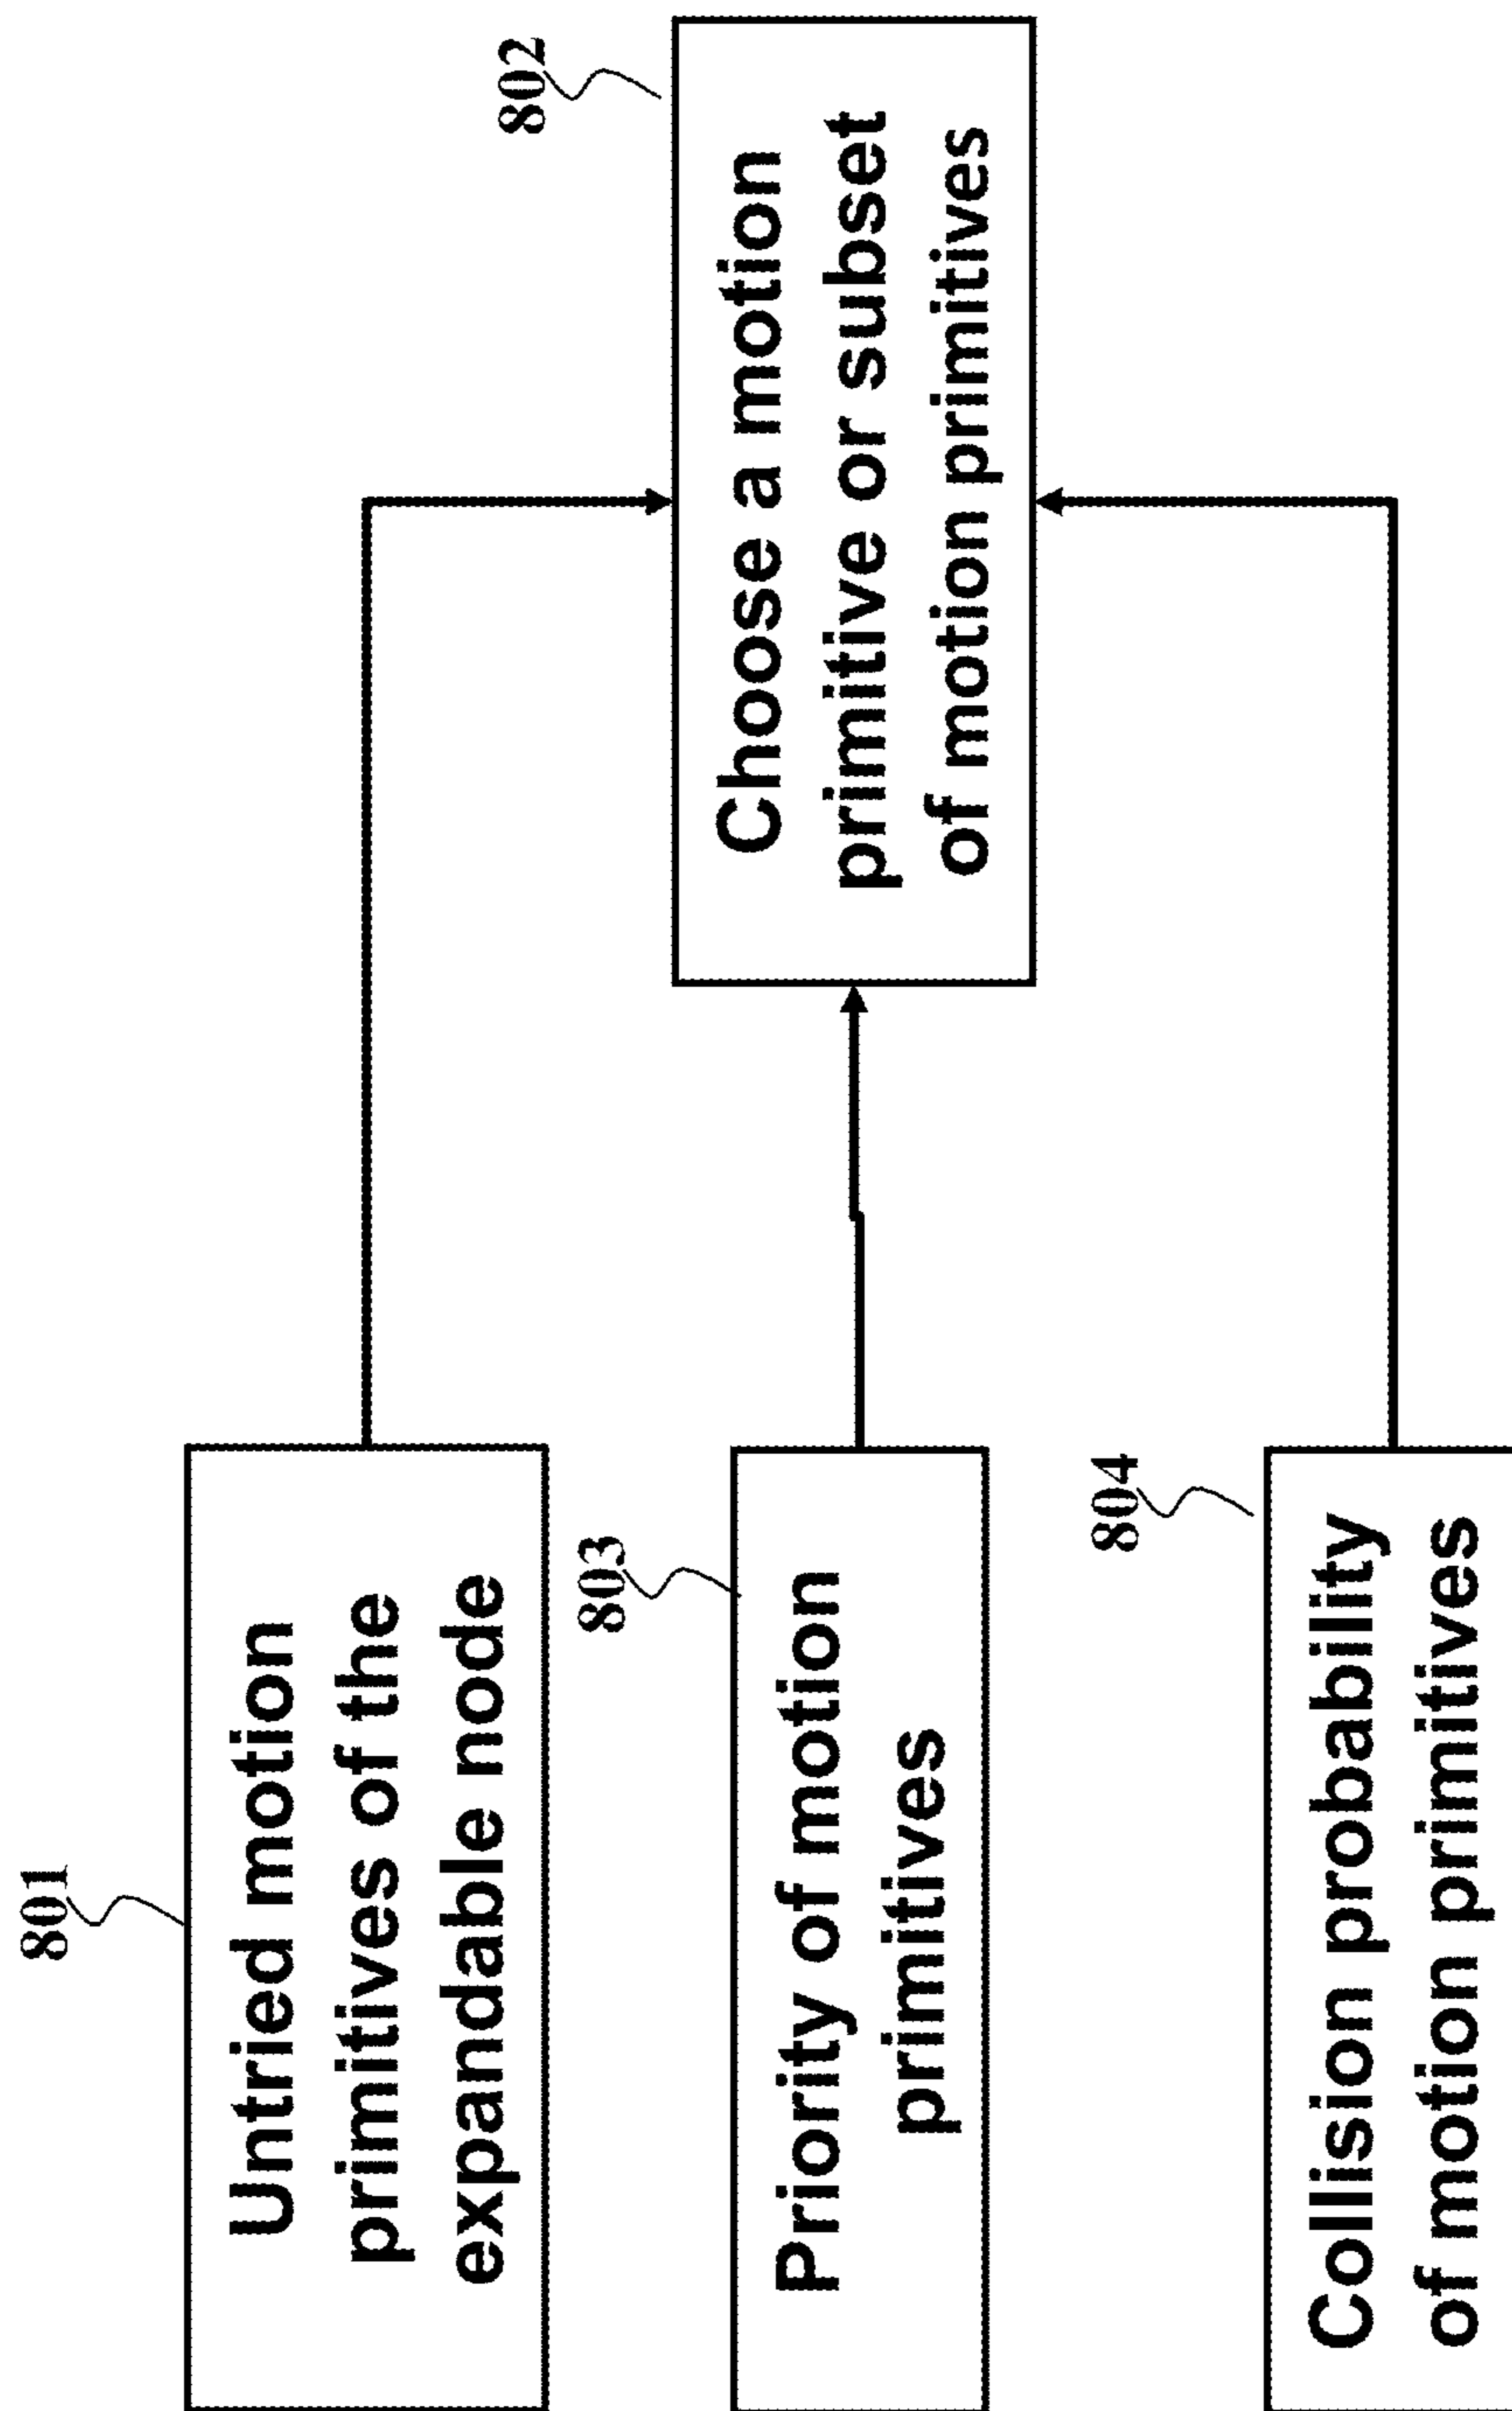 801
Untried motion
primitives of the
expandable node
802
Choose a motion
primitive or subset
of motion primitives
803
Priority of motion
primitives
804
Collision probability
of motion primitives